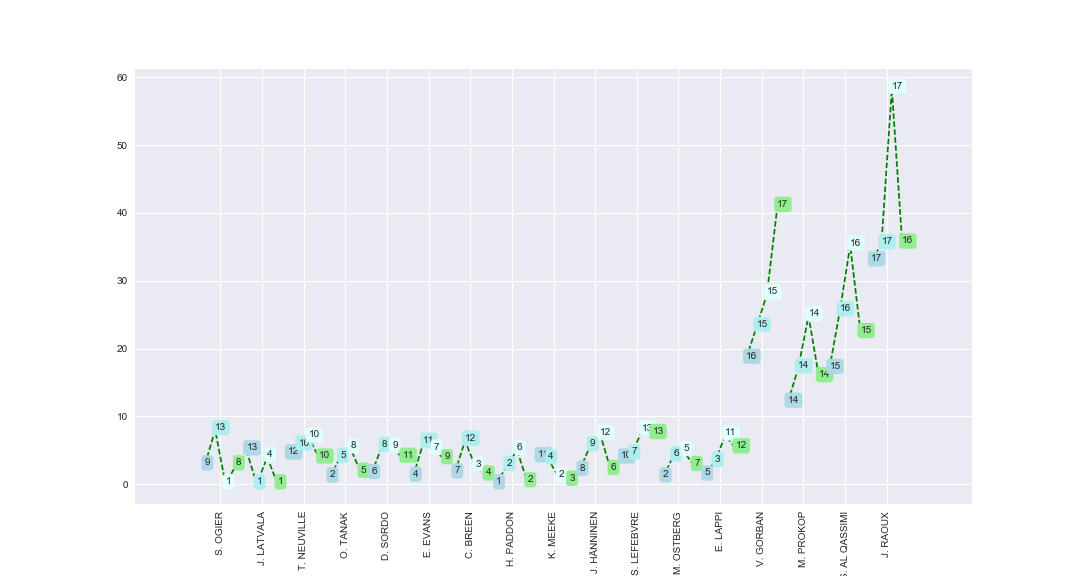 60
50
40
30
20
10
0
9 13 1 8
13 1 4 1
12 10 10 10
2 5 8 5
6 8 9 11
4 11 7 9
7 12 3 4
1 2 6 2
11 4 2 3
8 9 12 6
10 7 13 13
2 6 5 7
5 3 11 12
16 15 15 17
14 14 14 14
15 16 16 15
17 17 17 16
S. OGIER
J. LATVALA
T. NEUVILLE
O. TANAK
D. SORDO
E. EVANS
C. BREEN
H. PADDON
K. MEEKE
J. HANNINEN
S. LEFEBVRE
M. OSTBERG
E. LAPPI
V. GORBAN
M. PROKOP
AL QASSIMI
J. RAOUX